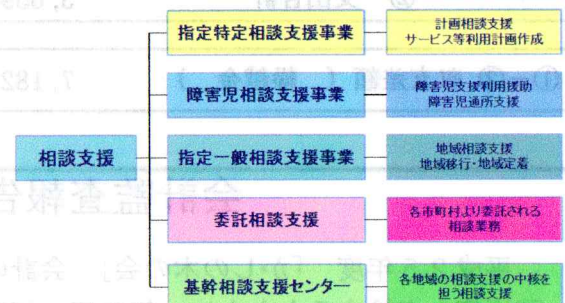 指定特定相談支援事業
計画相談支援
サービス等利用計画作成
障害児相談支援事業
障害児支援利用援助
障害児通所支援
相談支援
指定一般相談支援事業
地域相談支援
地域移行・地域定着
委託相談支援
各市町村より委託される
相談業務
基幹相談支援センター
各地域の相談支援の中核を
担う相談支援